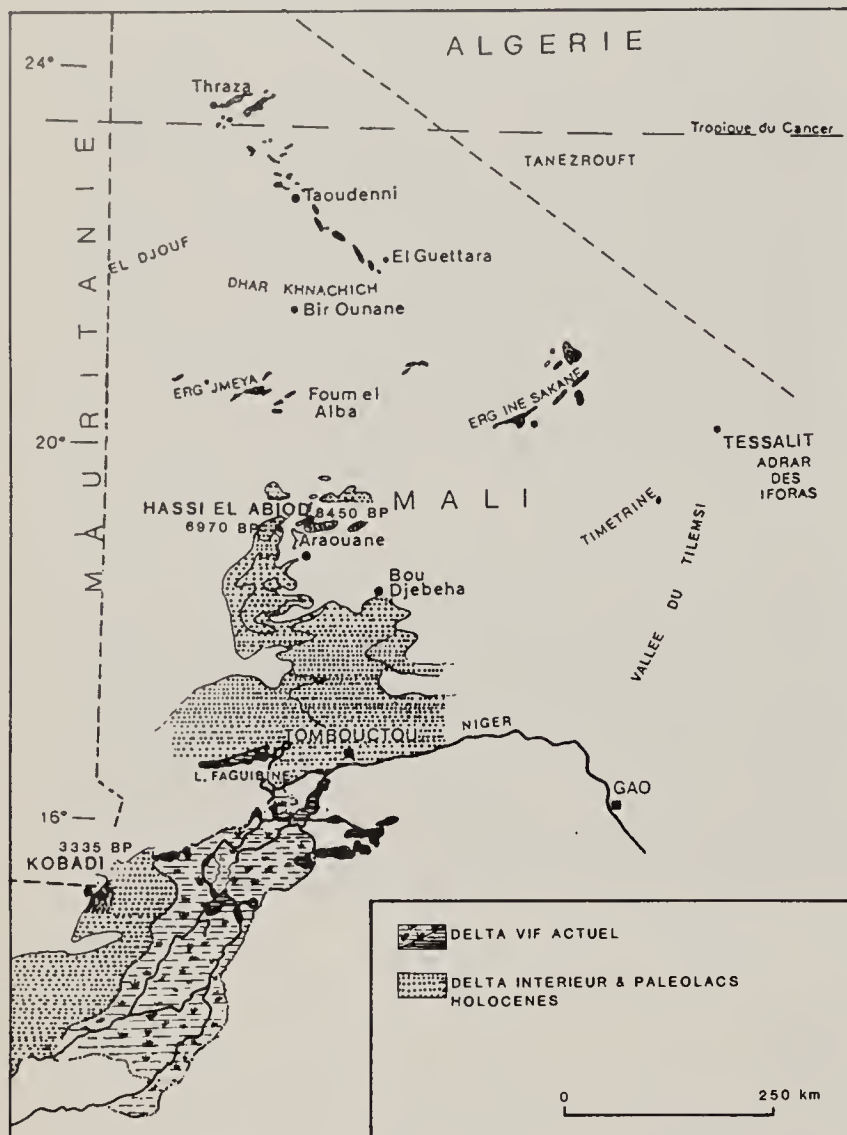 ALGERIE
24°
Thraza
Tropique du Cancer
TANEZROUFT
MAURITANIE
Taoudenni
EL DJOUF
El Guettara
DHAR KHNACHICH
Bir Ounane
ERG JMEYA
Foum el
Alba
ERG INE SAKANE
20°
TESSALIT
ADRAR
DES
IFORAS
MALI
HASSI EL ABIOD
8450 BP
6970 BP
Araouane
TIMETRINE
VALLEE DU TILEMSI
Bou
Djebeha
NIGER
TOMBOUCTOU
L. FAGUIBINE
GAO
16°
3335 BP
KOBADI
DELTA VIF ACTUEL
DELTA INTERIEUR & PALEOLACS
HOLOCENES
0 250 km